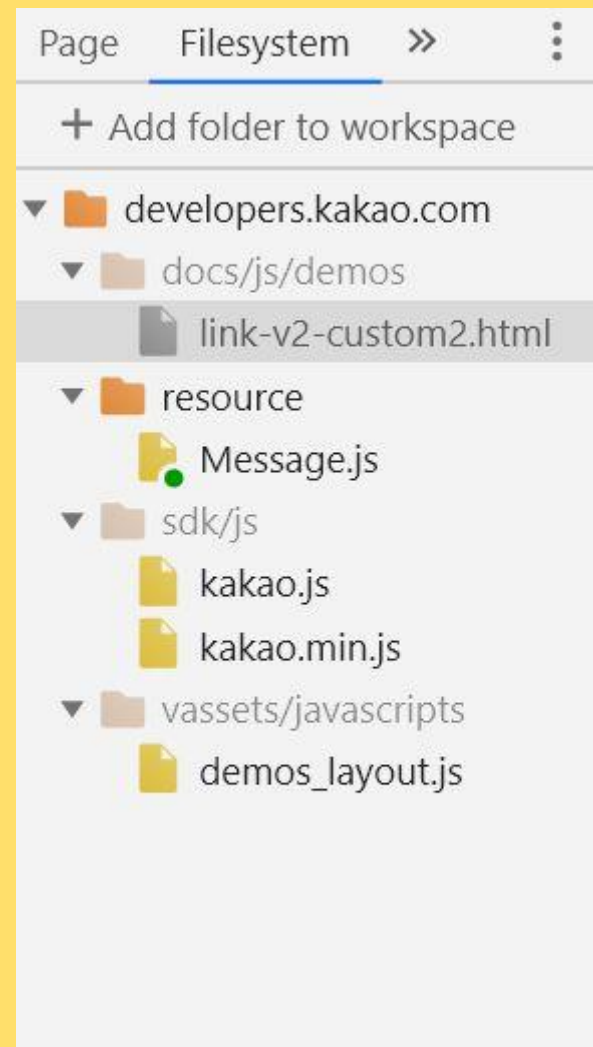 Page Filesystem »
+ Add folder to workspace
developers.kakao.com
docs/js/demos
link-v2-custom2.html
resource
Message.js
sdk/js
kakao.js
kakao.min.js
vassets/javascripts
demos_layout.js